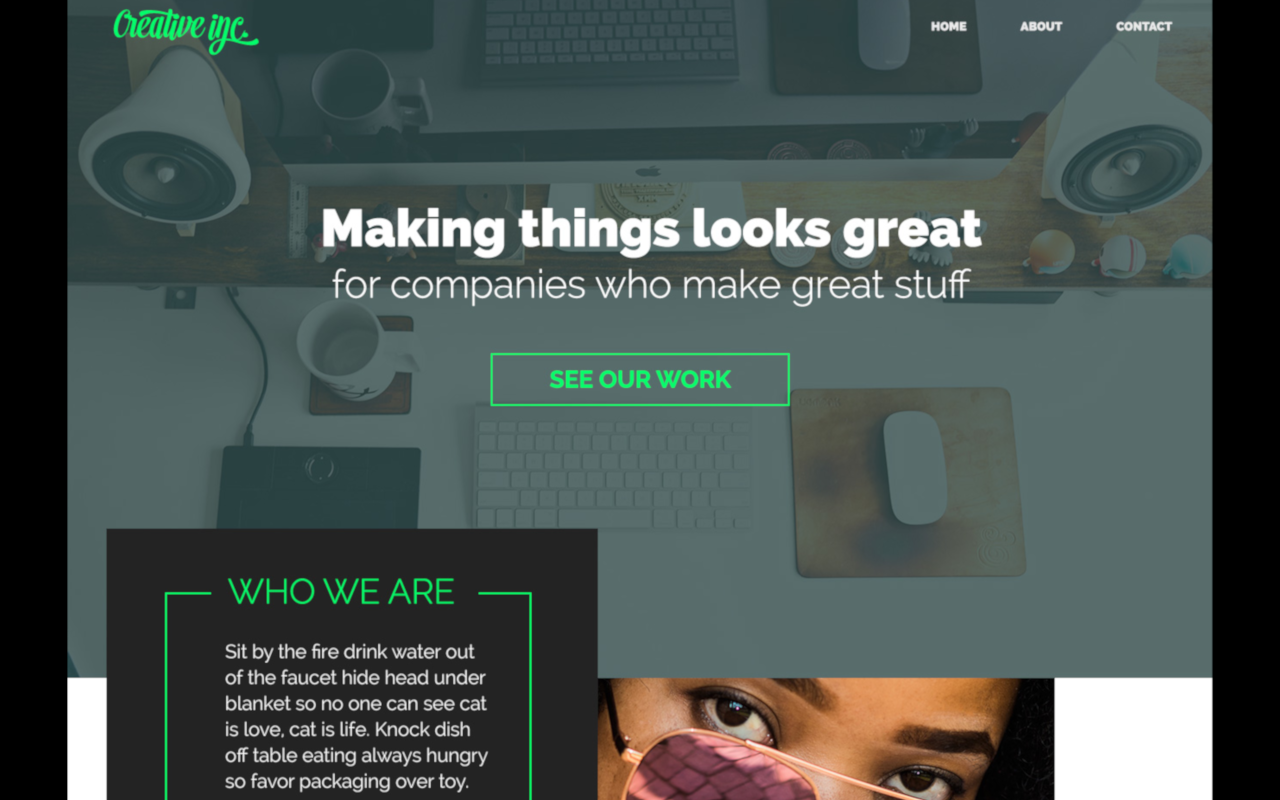 Creative inc.
HOME ABOUT CONTACT
Making things looks great
for companies who make great stuff
SEE OUR WORK
WHO WE ARE
Sit by the fire drink water out
of the faucet hide head under
blanket so no one can see cat
is love, cat is life. Knock dish
off table eating always hungry
so favor packaging over toy.